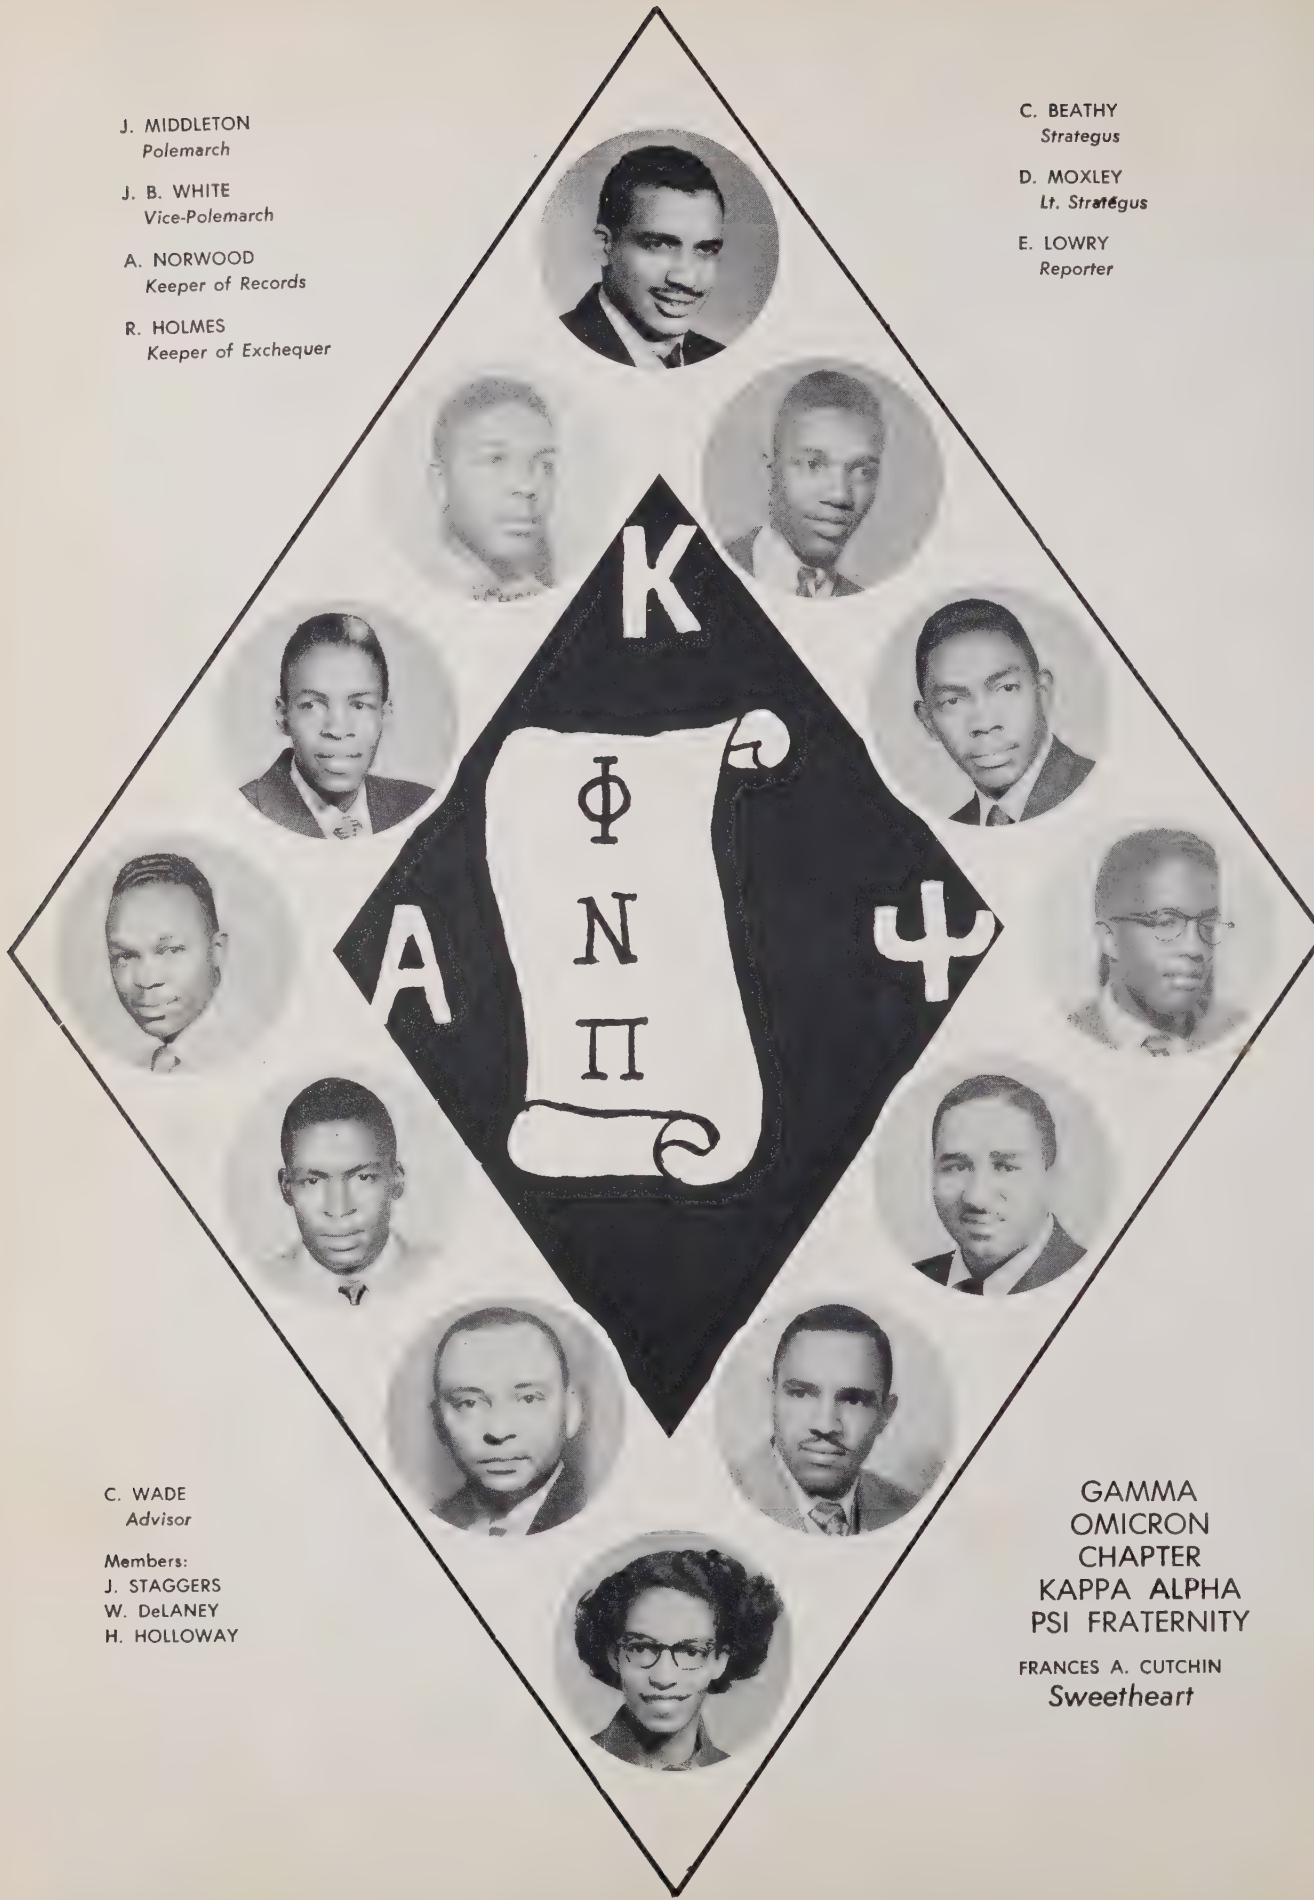 J. MIDDLETON
Polemarch
J. B. WHITE
Vice-Polemarch
A. NORWOOD
Keeper of Records
R. HOLMES
Keeper of Exchequer
C. BEATHY
Strategus
D. MOXLEY
Lt. Strategus
E. LOWRY
Reporter
K
Α
Ψ
Φ
Ν
Π
C. WADE
Advisor
Members:
J. STAGGERS
W. DeLANEY
H. HOLLOWAY
GAMMA
OMICRON
CHAPTER
KAPPA ALPHA
PSI FRATERNITY
FRANCES A. CUTCHIN
Sweetheart